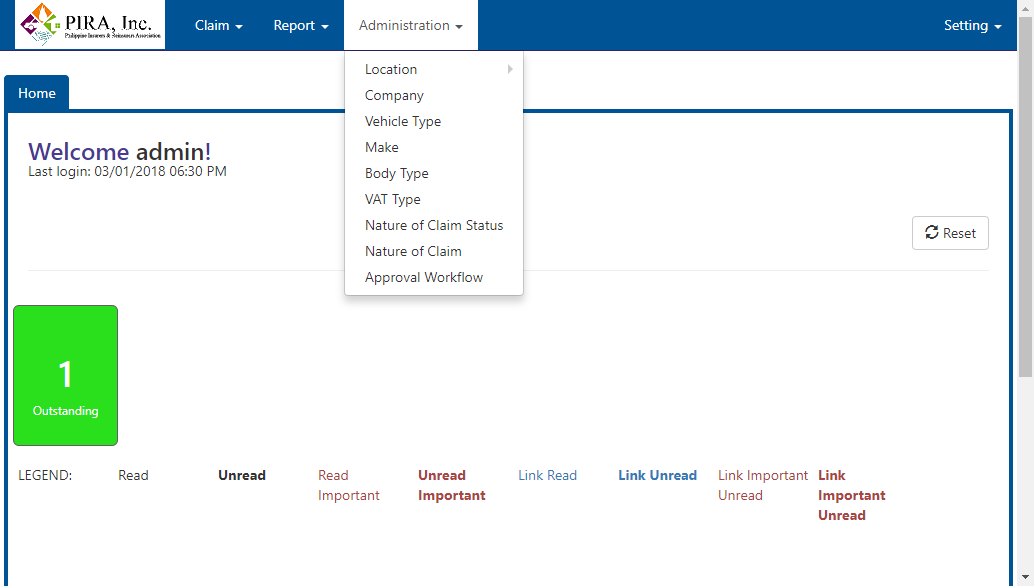 PIRA, Inc.
Philippine Insurers & Reinsurers Association
Claim
Report
Administration
Setting
Location
Company
Vehicle Type
Make
Body Type
VAT Type
Nature of Claim Status
Nature of Claim
Approval Workflow
Home
Welcome admin!
Last login: 03/01/2018 06:30 PM
Reset
1
Outstanding
LEGEND:
Read
Unread
Read
Important
Unread
Important
Link Read
Link Unread
Link Important
Unread
Link
Important
Unread